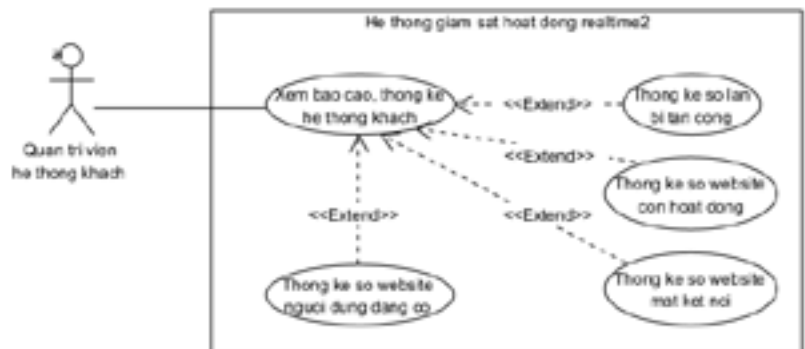 He thong giam sat hoat dong realtime2
Xem bao cao, thong ke
he thong khach
<<Extend>>
Thong ke so lan
bi tan cong
Quan tri vien
he thong khach
<<Extend>>
Thong ke so website
con hoat dong
<<Extend>>
<<Extend>>
Thong ke so website
nguoi dung dang co
Thong ke so website
mat ket noi